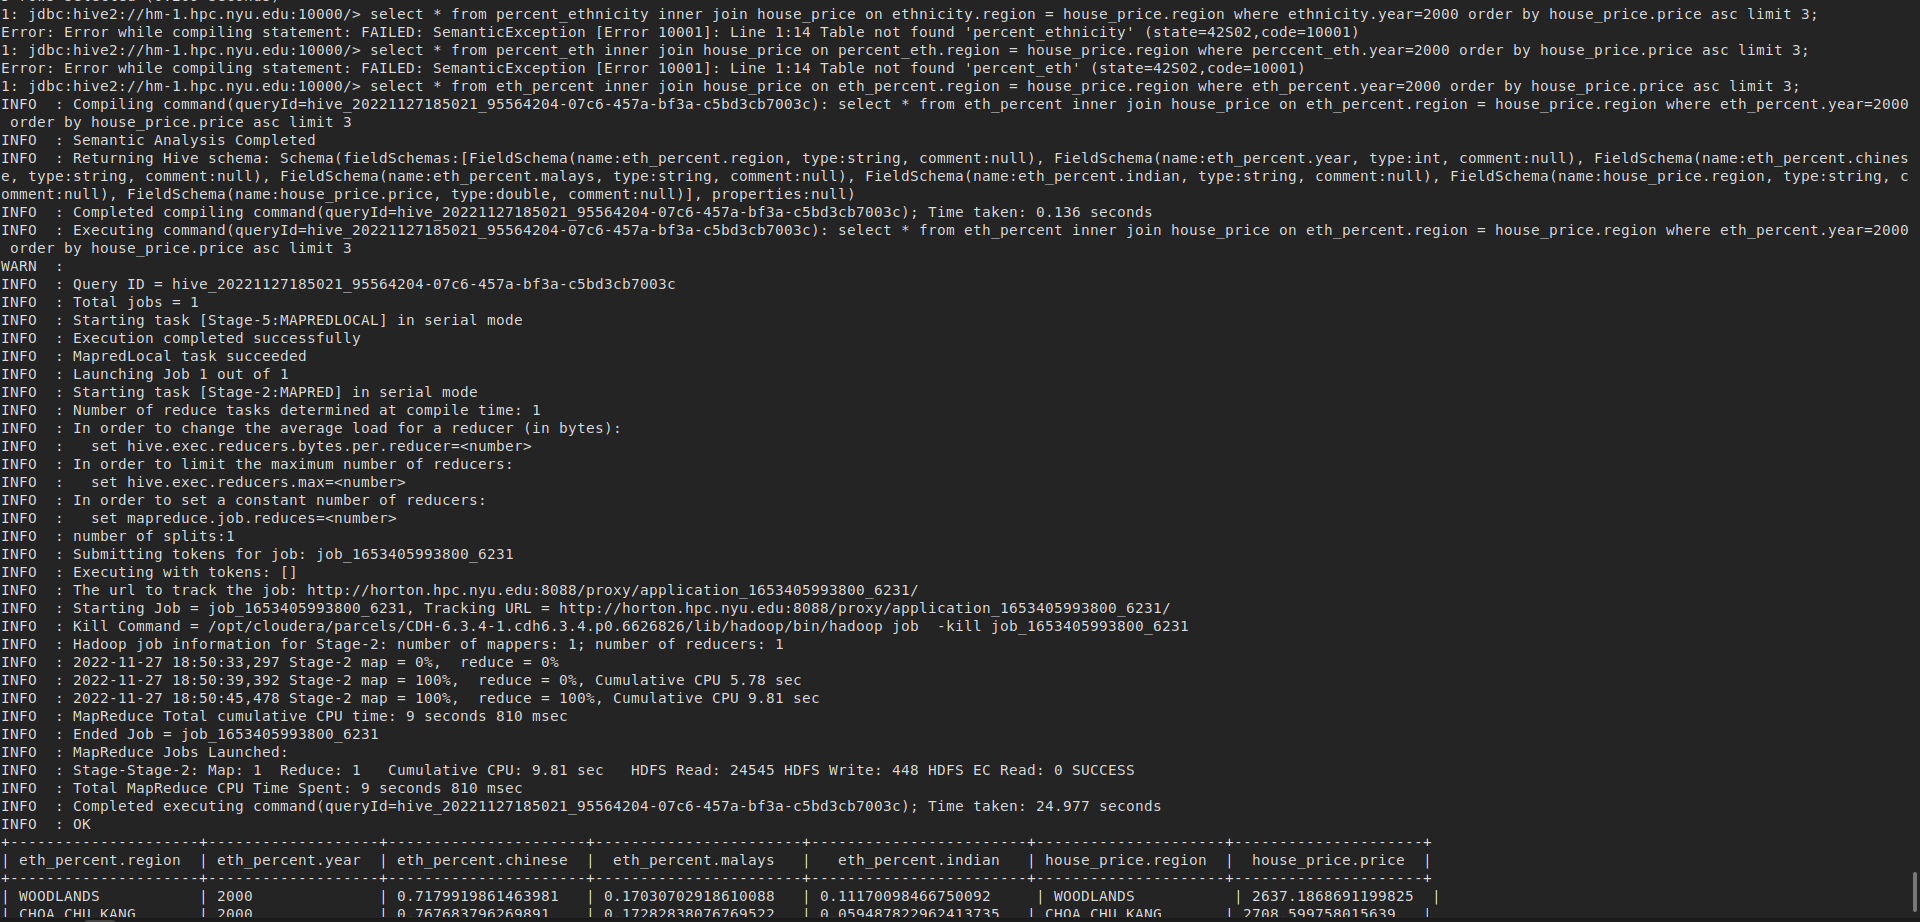 1: jdbc:hive2://hm-1.hpc.nyu.edu:10000/> select * from percent_ethnicity inner join house_price on ethnicity.region = house_price.region where ethnicity.year=2000 order by house_price.price asc limit 3;
Error: Error while compiling statement: FAILED: SemanticException [Error 10001]: Line 1:14 Table not found 'percent_ethnicity' (state=42S02,code=10001)
1: jdbc:hive2://hm-1.hpc.nyu.edu:10000/> select * from percent_eth inner join house_price on percent_eth.region = house_price.region where perccent_eth.year=2000 order by house_price.price asc limit 3;
Error: Error while compiling statement: FAILED: SemanticException [Error 10001]: Line 1:14 Table not found 'percent_eth' (state=42S02,code=10001)
1: jdbc:hive2://hm-1.hpc.nyu.edu:10000/> select * from eth_percent inner join house_price on eth_percent.region = house_price.region where eth_percent.year=2000 order by house_price.price asc limit 3;
INFO  : Compiling command(queryId=hive_20221127185021_95564204-07c6-457a-bf3a-c5bd3cb7003c): select * from eth_percent inner join house_price on eth_percent.region = house_price.region where eth_percent.year=2000
 order by house_price.price asc limit 3
INFO  : Semantic Analysis Completed
INFO  : Returning Hive schema: Schema(fieldSchemas:[FieldSchema(name:eth_percent.region, type:string, comment:null), FieldSchema(name:eth_percent.year, type:int, comment:null), FieldSchema(name:eth_percent.chines
e, type:string, comment:null), FieldSchema(name:eth_percent.malays, type:string, comment:null), FieldSchema(name:eth_percent.indian, type:string, comment:null), FieldSchema(name:house_price.region, type:string, c
omment:null), FieldSchema(name:house_price.price, type:double, comment:null)], properties:null)
INFO  : Completed compiling command(queryId=hive_20221127185021_95564204-07c6-457a-bf3a-c5bd3cb7003c); Time taken: 0.136 seconds
INFO  : Executing command(queryId=hive_20221127185021_95564204-07c6-457a-bf3a-c5bd3cb7003c): select * from eth_percent inner join house_price on eth_percent.region = house_price.region where eth_percent.year=2000
 order by house_price.price asc limit 3
WARN  :
INFO  : Query ID = hive_20221127185021_95564204-07c6-457a-bf3a-c5bd3cb7003c
INFO  : Total jobs = 1
INFO  : Starting task [Stage-5:MAPREDLOCAL] in serial mode
INFO  : Execution completed successfully
INFO  : MapredLocal task succeeded
INFO  : Launching Job 1 out of 1
INFO  : Starting task [Stage-2:MAPRED] in serial mode
INFO  : Number of reduce tasks determined at compile time: 1
INFO  : In order to change the average load for a reducer (in bytes):
INFO  :   set hive.exec.reducers.bytes.per.reducer=<number>
INFO  : In order to limit the maximum number of reducers:
INFO  :   set hive.exec.reducers.max=<number>
INFO  : In order to set a constant number of reducers:
INFO  :   set mapreduce.job.reduces=<number>
INFO  : number of splits:1
INFO  : Submitting tokens for job: job_1653405993800_6231
INFO  : Executing with tokens: []
INFO  : The url to track the job: http://horton.hpc.nyu.edu:8088/proxy/application_1653405993800_6231/
INFO  : Starting Job = job_1653405993800_6231, Tracking URL = http://horton.hpc.nyu.edu:8088/proxy/application_1653405993800_6231/
INFO  : Kill Command = /opt/cloudera/parcels/CDH-6.3.4-1.cdh6.3.4.p0.6626826/lib/hadoop/bin/hadoop job  -kill job_1653405993800_6231
INFO  : Hadoop job information for Stage-2: number of mappers: 1; number of reducers: 1
INFO  : 2022-11-27 18:50:33,297 Stage-2 map = 0%,  reduce = 0%
INFO  : 2022-11-27 18:50:39,392 Stage-2 map = 100%,  reduce = 0%, Cumulative CPU 5.78 sec
INFO  : 2022-11-27 18:50:45,478 Stage-2 map = 100%,  reduce = 100%, Cumulative CPU 9.81 sec
INFO  : MapReduce Total cumulative CPU time: 9 seconds 810 msec
INFO  : Ended Job = job_1653405993800_6231
INFO  : MapReduce Jobs Launched:
INFO  : Stage-Stage-2: Map: 1  Reduce: 1   Cumulative CPU: 9.81 sec   HDFS Read: 24545 HDFS Write: 448 HDFS EC Read: 0 SUCCESS
INFO  : Total MapReduce CPU Time Spent: 9 seconds 810 msec
INFO  : Completed executing command(queryId=hive_20221127185021_95564204-07c6-457a-bf3a-c5bd3cb7003c); Time taken: 24.977 seconds
INFO  : OK
+---------------------+-------------------+----------------------+-----------------------+------------------------+---------------------+---------------------+
| eth_percent.region  | eth_percent.year  | eth_percent.chinese  |  eth_percent.malays   |   eth_percent.indian   | house_price.region  |  house_price.price  |
+---------------------+-------------------+----------------------+-----------------------+------------------------+---------------------+---------------------+
| WOODLANDS           | 2000              | 0.7179919861463981   | 0.17030702918610088   | 0.11170098466750092     | WOODLANDS           | 2637.1868691199825  |
| CHOA CHU KANG       | 2000              | 0.767683796269891    | 0.17282838076769522   | 0.059487822962413735   | CHOA CHU KANG       | 2708.599758015639   |